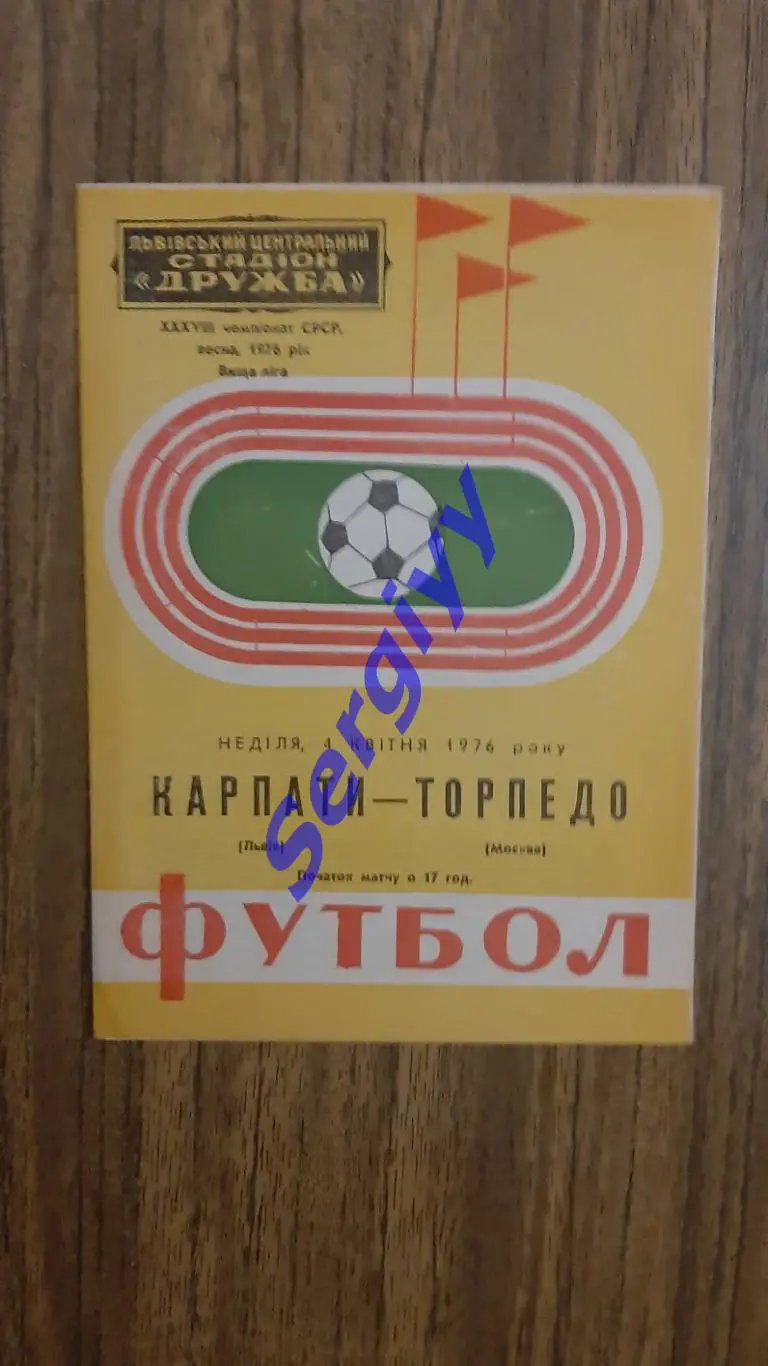 ЛЬВІВСЬКИЙ ЦЕНТРАЛЬНИЙ
СТАДІОН
«ДРУЖБА»
XXXVIII чемпіонат СРСР,
весна, 1976 рік
Вища ліга
НЕДІЛЯ, 4 КВІТНЯ 1976 року
КАРПАТИ — ТОРПЕДО
(Львів) (Москва)
Початок матчу о 17 год.
ФУТБОЛ
Sergiyy